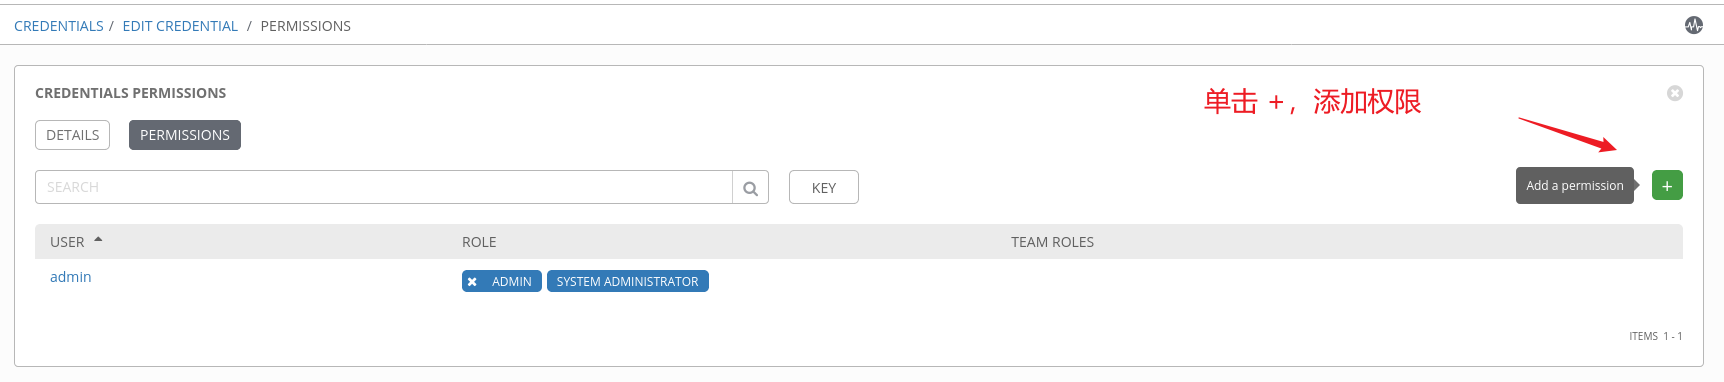 CREDENTIALS / EDIT CREDENTIAL / PERMISSIONS
CREDENTIALS PERMISSIONS
单击 +，添加权限
DETAILS PERMISSIONS
SEARCH KEY Add a permission +
USER ROLE TEAM ROLES
admin ADMIN SYSTEM ADMINISTRATOR
ITEMS 1 - 1